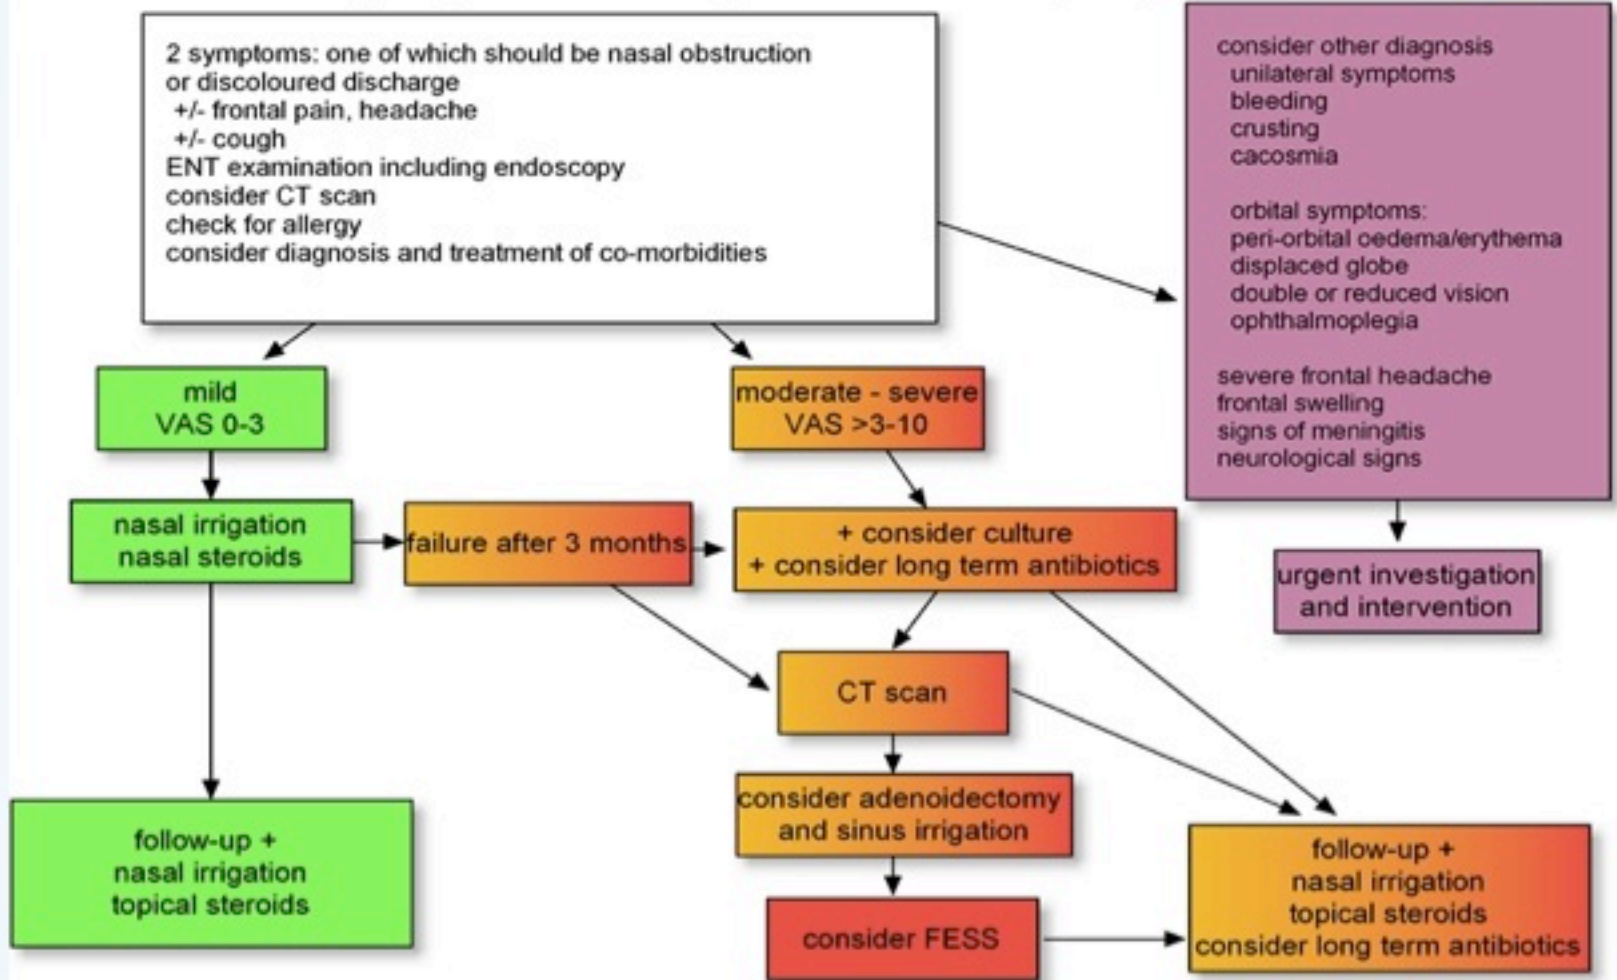 2 symptoms: one of which should be nasal obstruction
or discoloured discharge
+/- frontal pain, headache
+/- cough
ENT examination including endoscopy
consider CT scan
check for allergy
consider diagnosis and treatment of co-morbidities
consider other diagnosis
unilateral symptoms
bleeding
crusting
cacosmia
orbital symptoms:
peri-orbital oedema/erythema
displaced globe
double or reduced vision
ophthalmoplegia
severe frontal headache
frontal swelling
signs of meningitis
neurological signs
mild
VAS 0-3
moderate - severe
VAS >3-10
nasal irrigation
nasal steroids
failure after 3 months
+ consider culture
+ consider long term antibiotics
urgent investigation
and intervention
CT scan
consider adenoidectomy
and sinus irrigation
follow-up +
nasal irrigation
topical steroids
consider FESS
follow-up +
nasal irrigation
topical steroids
consider long term antibiotics